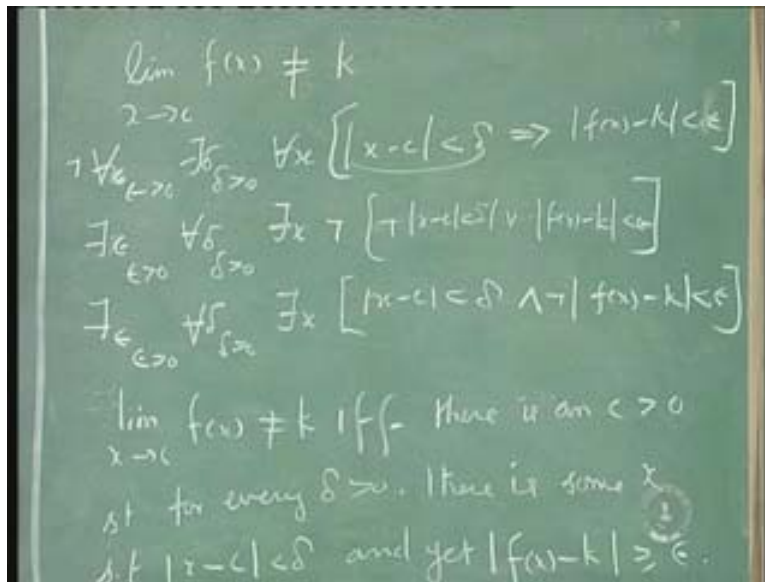 lim f(x) ≠ k
x→c
¬∀ε ε>0 ∃δ δ>0 ∀x [|x-c|<δ => |f(x)-k|<ε]
∃ε ε>0 ∀δ δ>0 ∃x ¬ [¬|x-c|<δ ∨ |f(x)-k|<ε]
∃ε ε>0 ∀δ δ>0 ∃x [|x-c|<δ ∧¬|f(x)-k|<ε]
lim f(x) ≠ k iff there is an ε > 0
x→c
st for every δ>0. there is some x
s.t |x-c|<δ and yet |f(x)-k| ≥ ε.